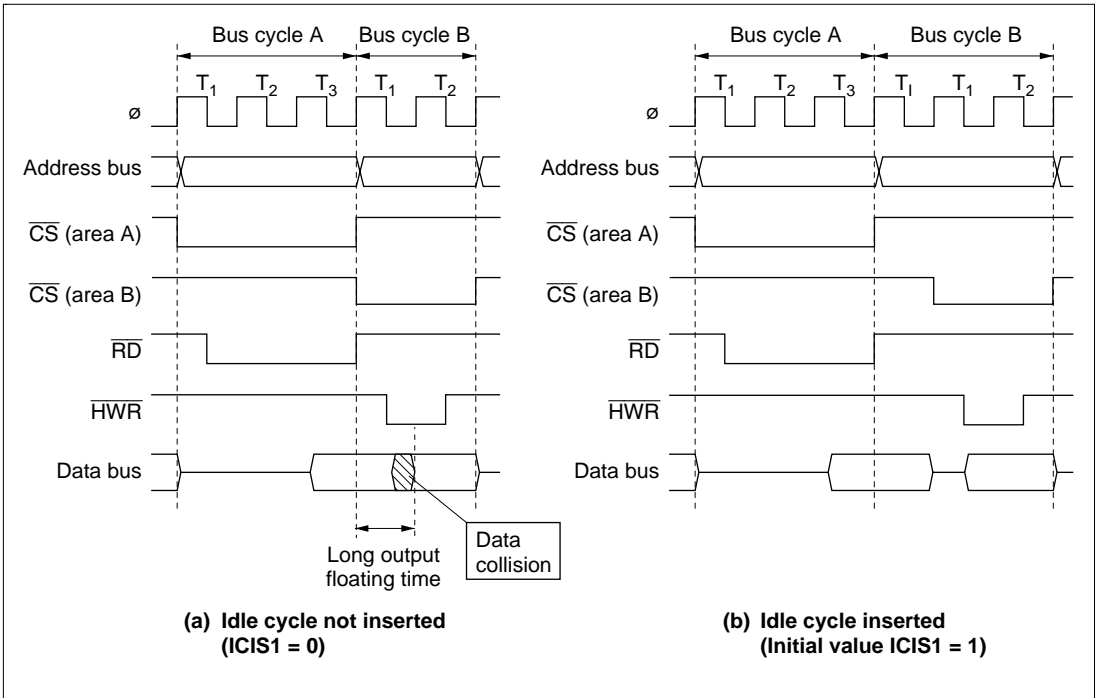 Bus cycle A Bus cycle B
T1 T2 T3 T1 T2
ø
Address bus
CS (area A)
CS (area B)
RD
HWR
Data bus
Long output
floating time
Data
collision
(a) Idle cycle not inserted
(ICIS1 = 0)
Bus cycle A Bus cycle B
T1 T2 T3 TI T1 T2
ø
Address bus
CS (area A)
CS (area B)
RD
HWR
Data bus
(b) Idle cycle inserted
(Initial value ICIS1 = 1)